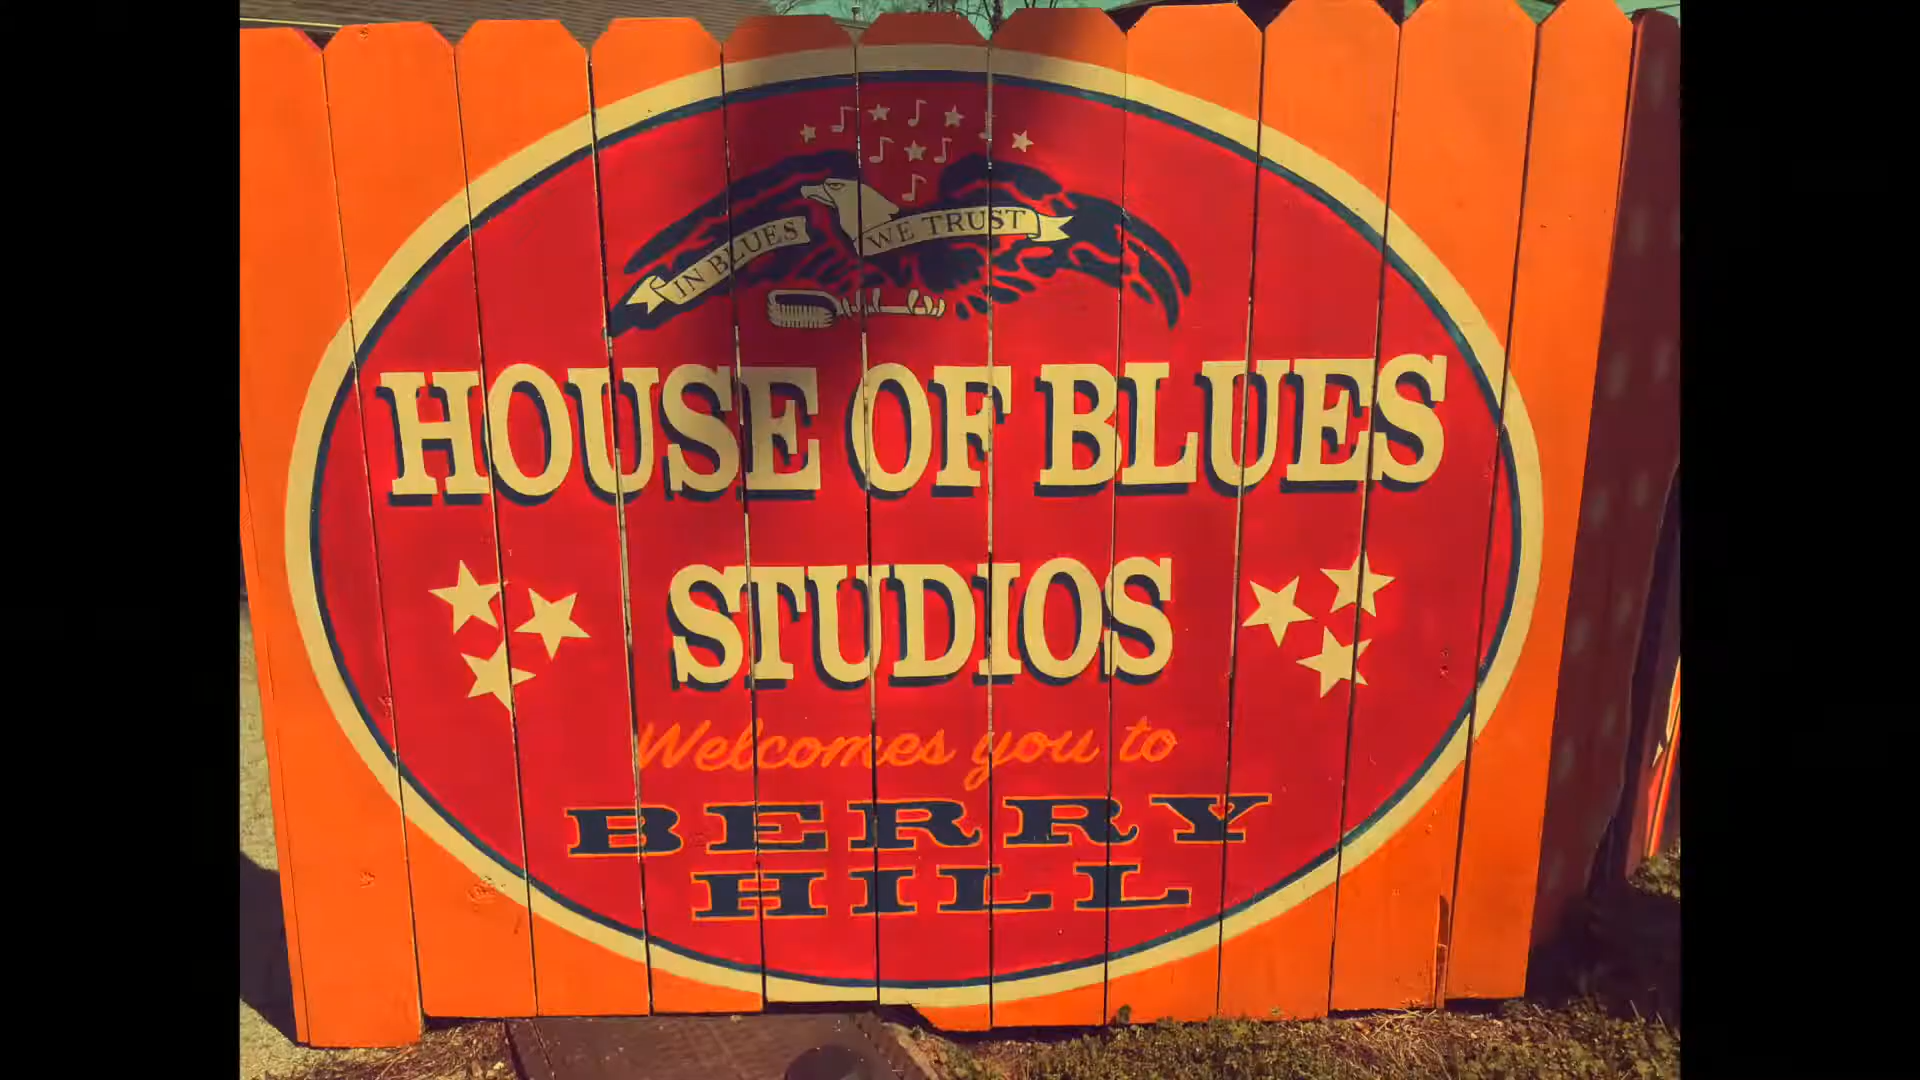 IN BLUES WE TRUST
HOUSE OF BLUES
STUDIOS
Welcomes you to
BERRY
HILL